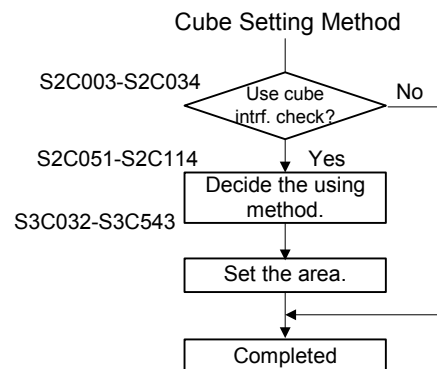 Cube Setting Method
S2C003-S2C034
Use cube
intrf. check?
No
S2C051-S2C114
Yes
Decide the using
method.
S3C032-S3C543
Set the area.
Completed